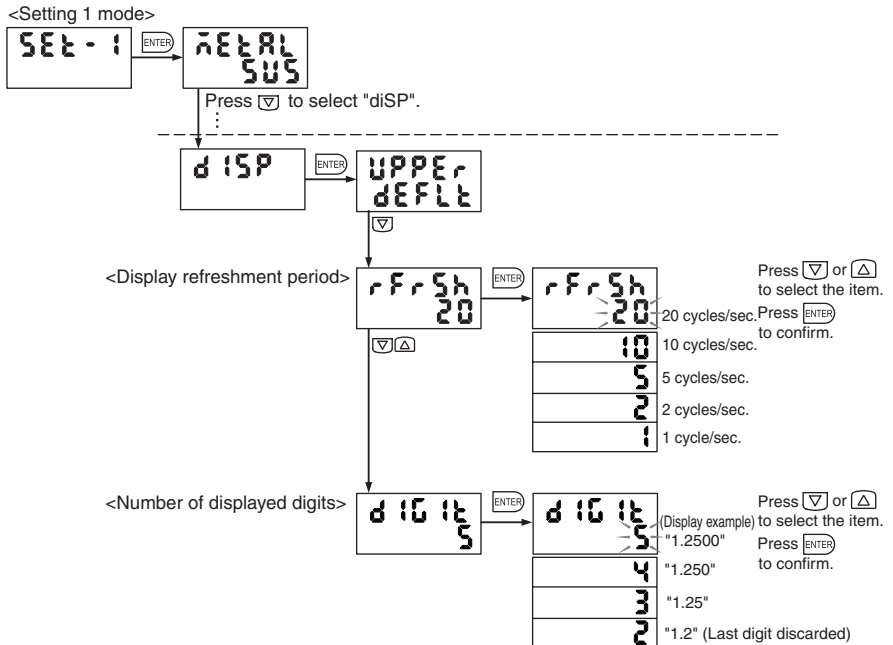 <Setting 1 mode>
SEt - 1
ENTER
mEtAL
SUS
Press ▽ to select "diSP".
diSP
ENTER
UPPEr
dEFLt
▽
<Display refreshment period>
rFrSh
20
ENTER
rFrSh
20
20 cycles/sec.
10
10 cycles/sec.
5
5 cycles/sec.
2
2 cycles/sec.
1
1 cycle/sec.
Press ▽ or △
to select the item.
Press ENTER
to confirm.
▽ △
<Number of displayed digits>
diGit
5
ENTER
diGit
5
(Display example)
"1.2500"
4
"1.250"
3
"1.25"
2
"1.2" (Last digit discarded)
Press ▽ or △
to select the item.
Press ENTER
to confirm.